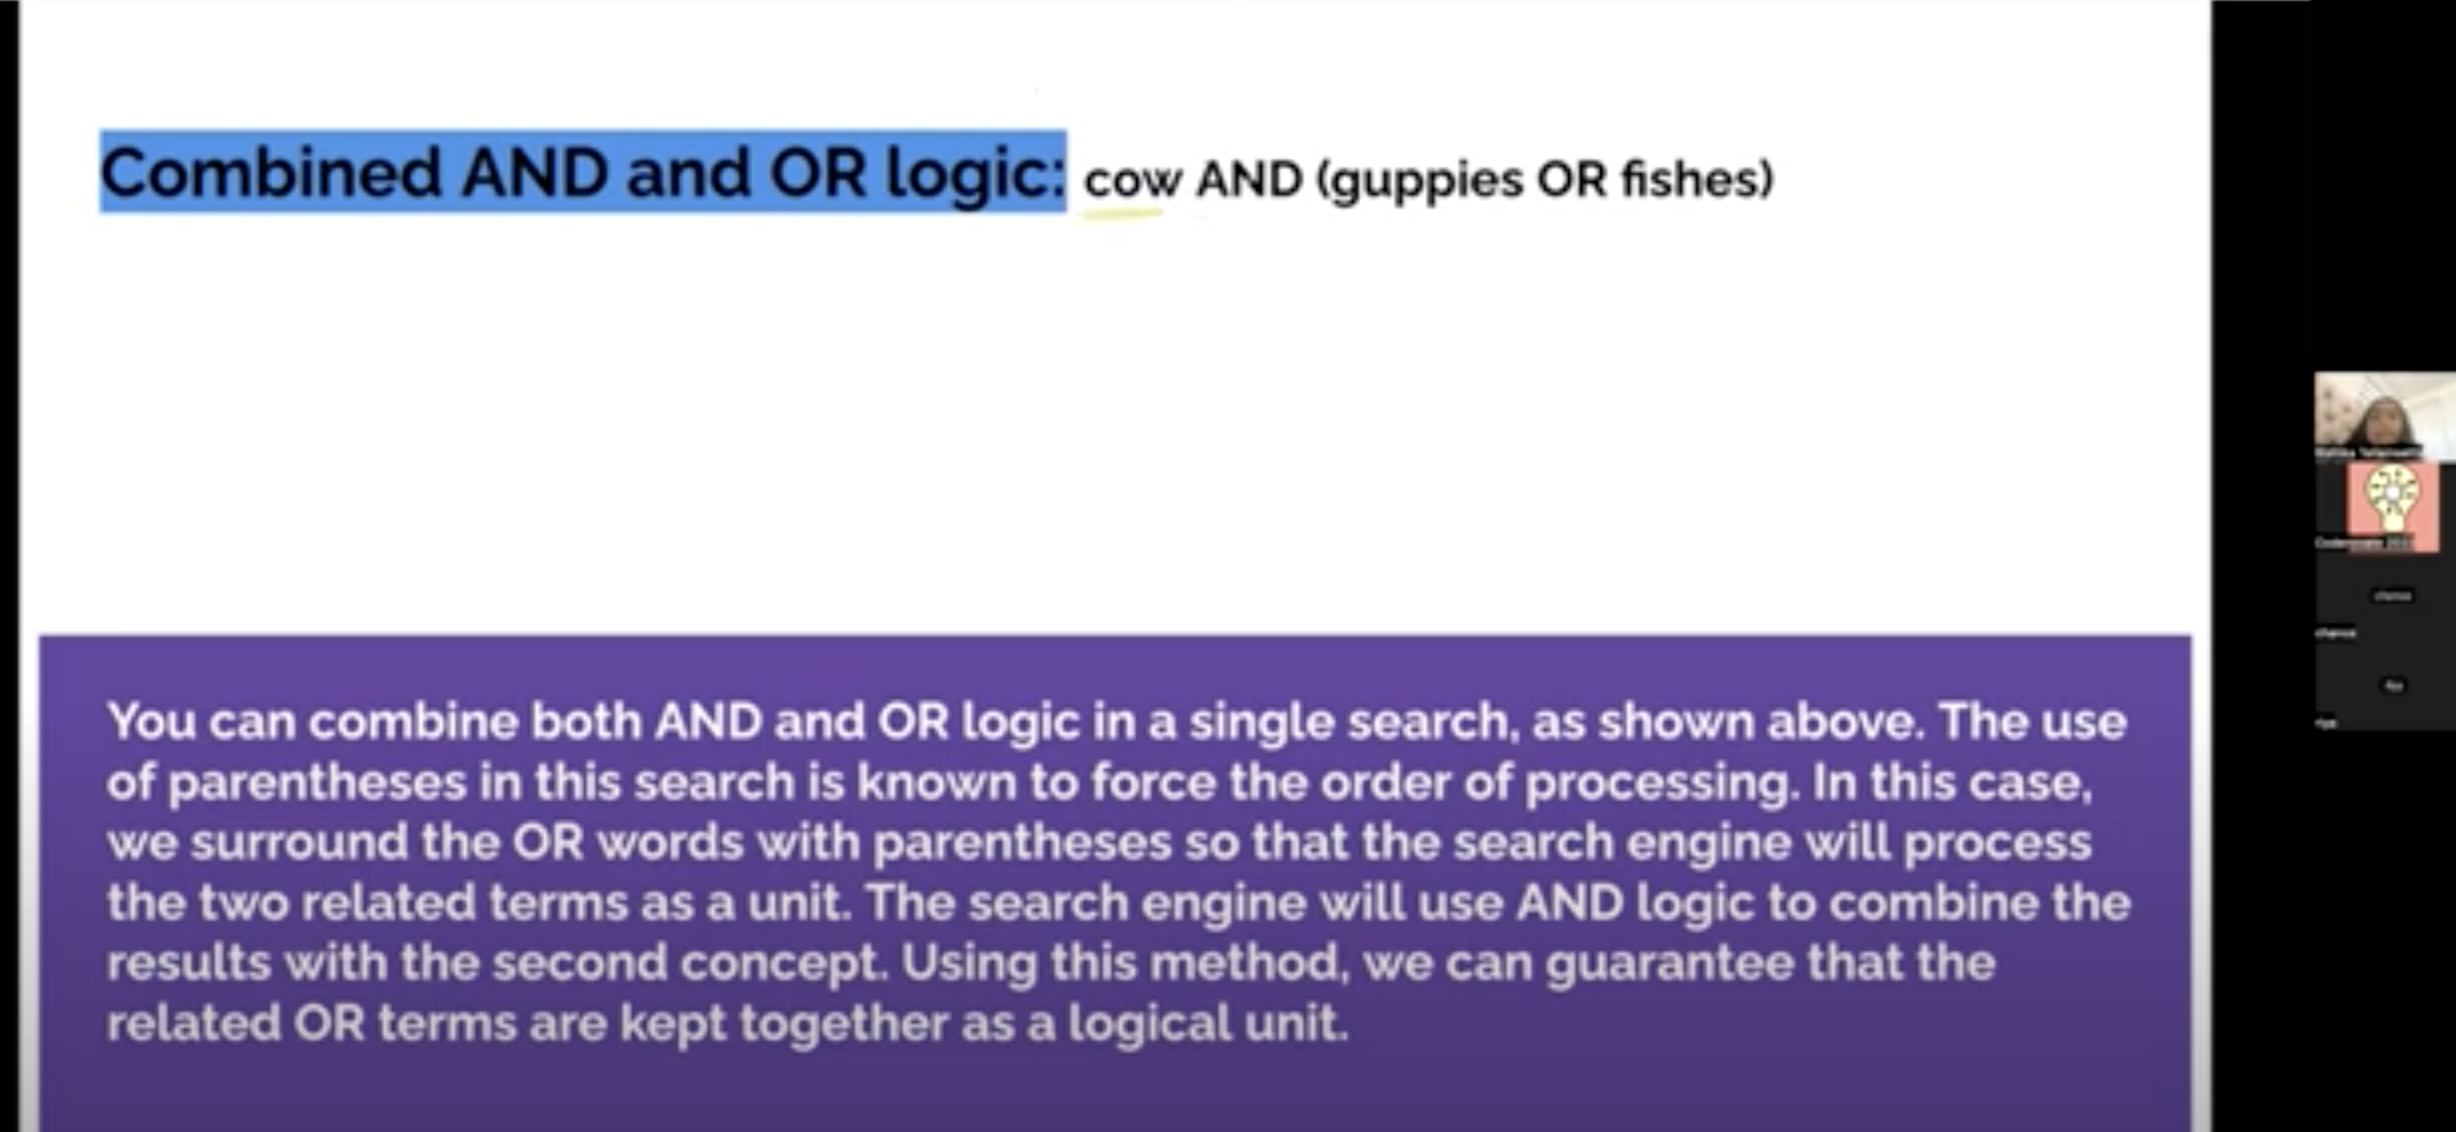 Combined AND and OR logic: cow AND (guppies OR fishes)
You can combine both AND and OR logic in a single search, as shown above. The use
of parentheses in this search is known to force the order of processing. In this case,
we surround the OR words with parentheses so that the search engine will process
the two related terms as a unit. The search engine will use AND logic to combine the
results with the second concept. Using this method, we can guarantee that the
related OR terms are kept together as a logical unit.